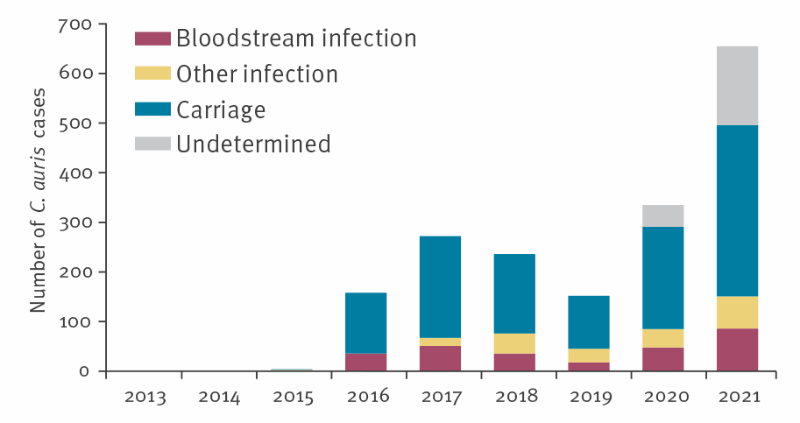 700
600
500
400
300
200
100
0
Number of C. auris cases
Bloodstream infection
Other infection
Carriage
Undetermined
2013 2014 2015 2016 2017 2018 2019 2020 2021